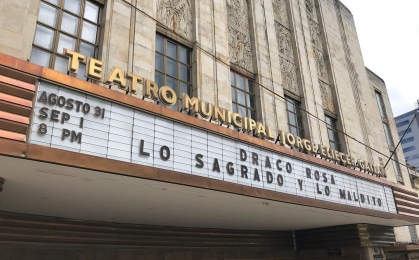 TEATRO MUNICIPAL / JORGE ELIECER GAITAN
AGOSTO 31
SEP 1
8 PM
DRACO ROSA
LO SAGRADO Y LO MALDITO